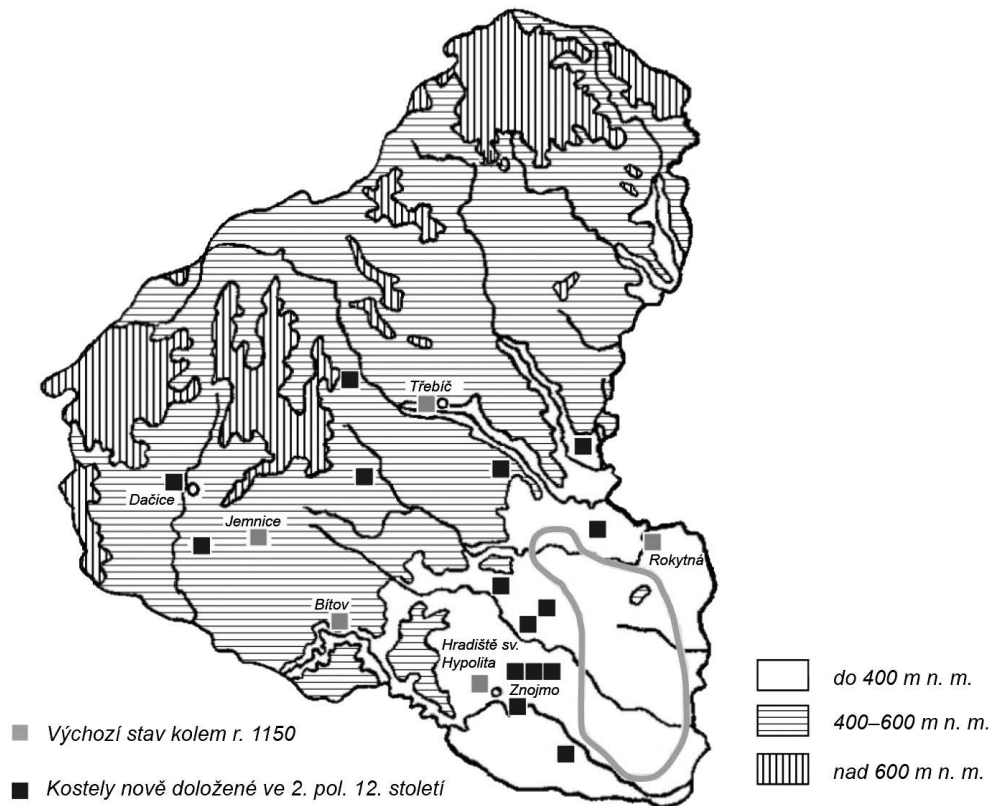 Třebíč
Dačice
Jemnice
Rokytná
Bítov
Hradiště sv.
Hypolita
Znojmo
do 400 m n. m.
400–600 m n. m.
nad 600 m n. m.
Výchozí stav kolem r. 1150
Kostely nově doložené ve 2. pol. 12. století